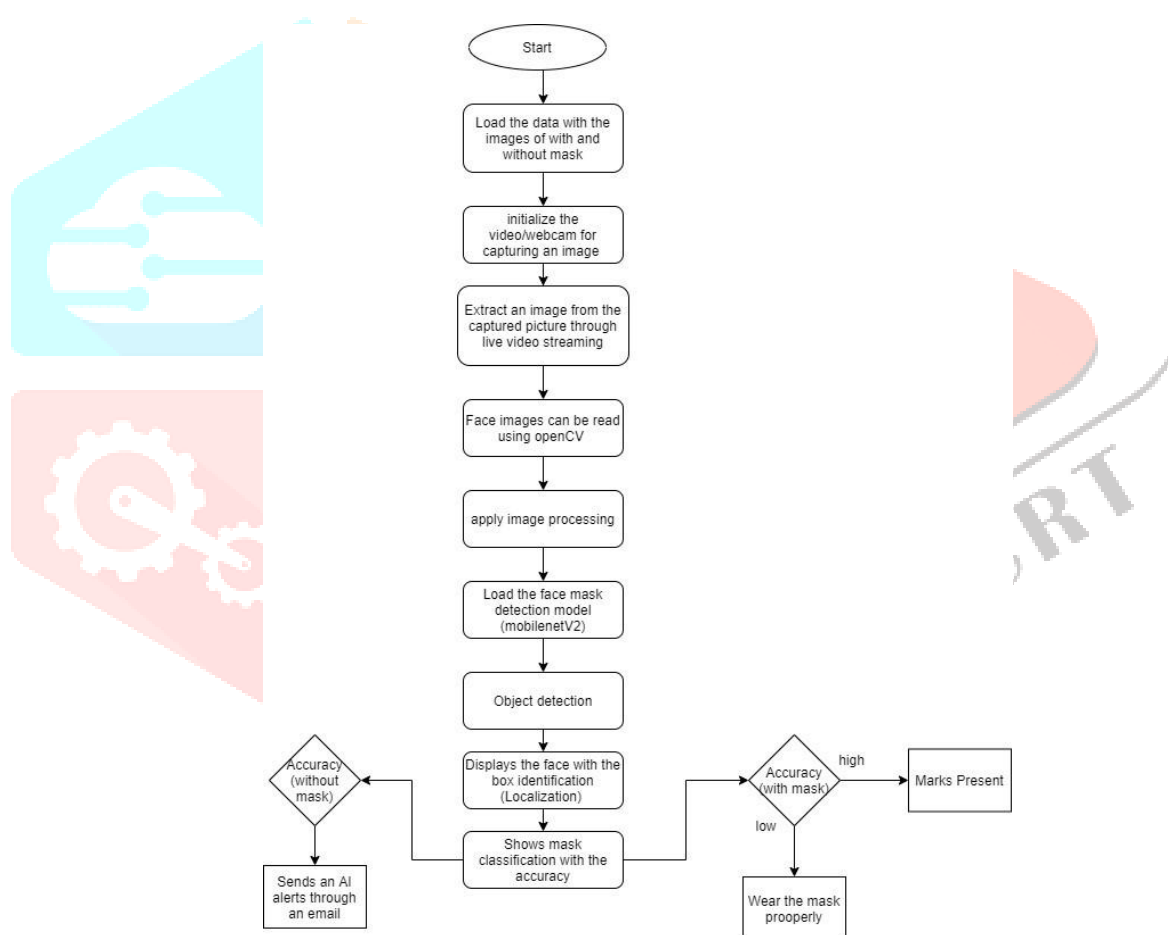 Start
Load the data with the
images of with and
without mask
initialize the
video/webcam for
capturing an image
Extract an image from the
captured picture through
live video streaming
Face images can be read
using openCV
apply image processing
Load the face mask
detection model
(mobilenetV2)
Object detection
Displays the face with the
box identification
(Localization)
Shows mask
classification with the
accuracy
Accuracy
(without
mask)
Sends an AI
alerts through
an email
Accuracy
(with mask)
high
Marks Present
low
Wear the mask
prooperly